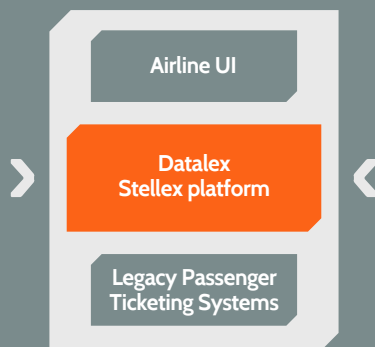 Airline UI
Datalex
Stellex platform
Legacy Passenger
Ticketing Systems